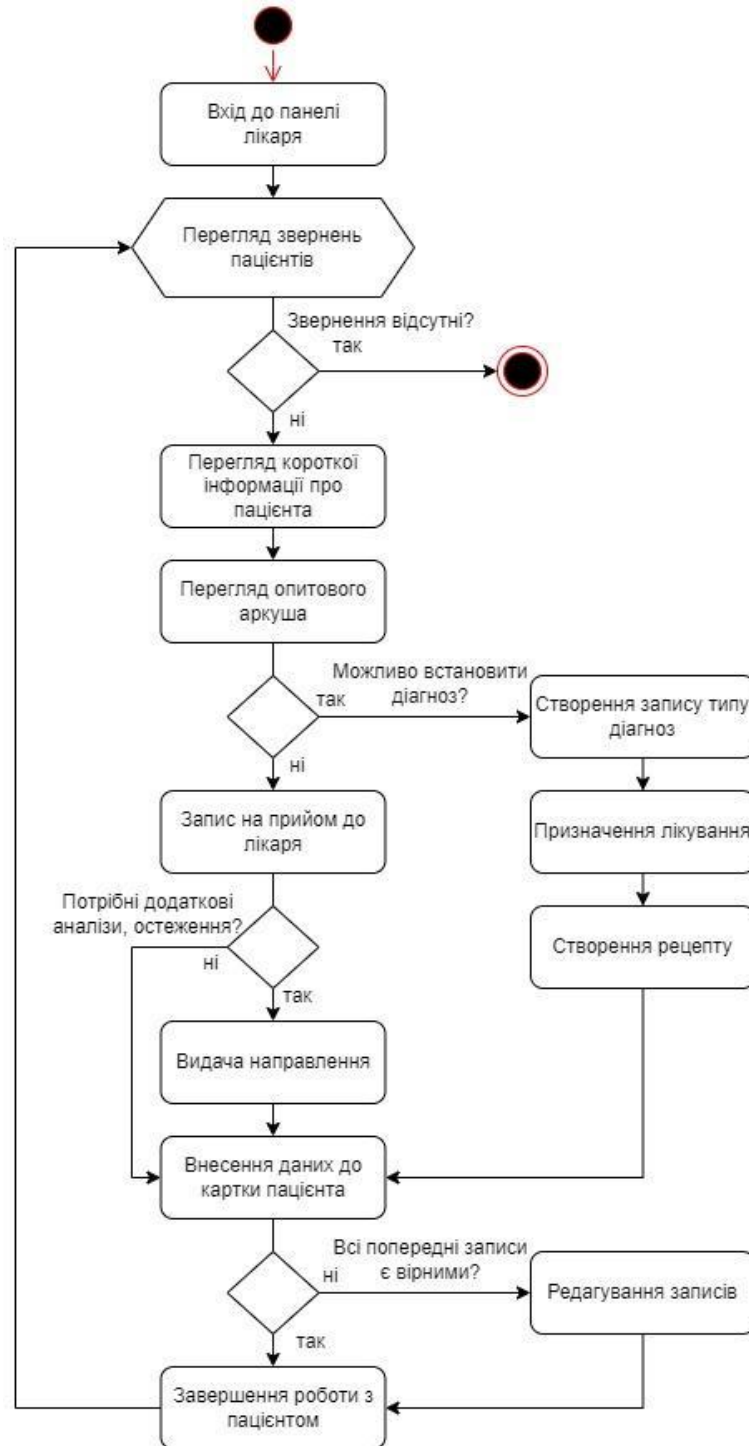 Вхід до панелі
лікаря
Перегляд звернень
пацієнтів
Звернення відсутні?
так
ні
Перегляд короткої
інформації про
пацієнта
Перегляд опитового
аркуша
Можливо встановити
діагноз?
так
ні
Створення запису типу
діагноз
Призначення лікування
Створення рецепту
Запис на прийом до
лікаря
Потрібні додаткові
аналізи, остеження?
ні
так
Видача направлення
Внесення даних до
картки пацієнта
Всі попередні записи
є вірними?
ні
так
Редагування записів
Завершення роботи з
пацієнтом